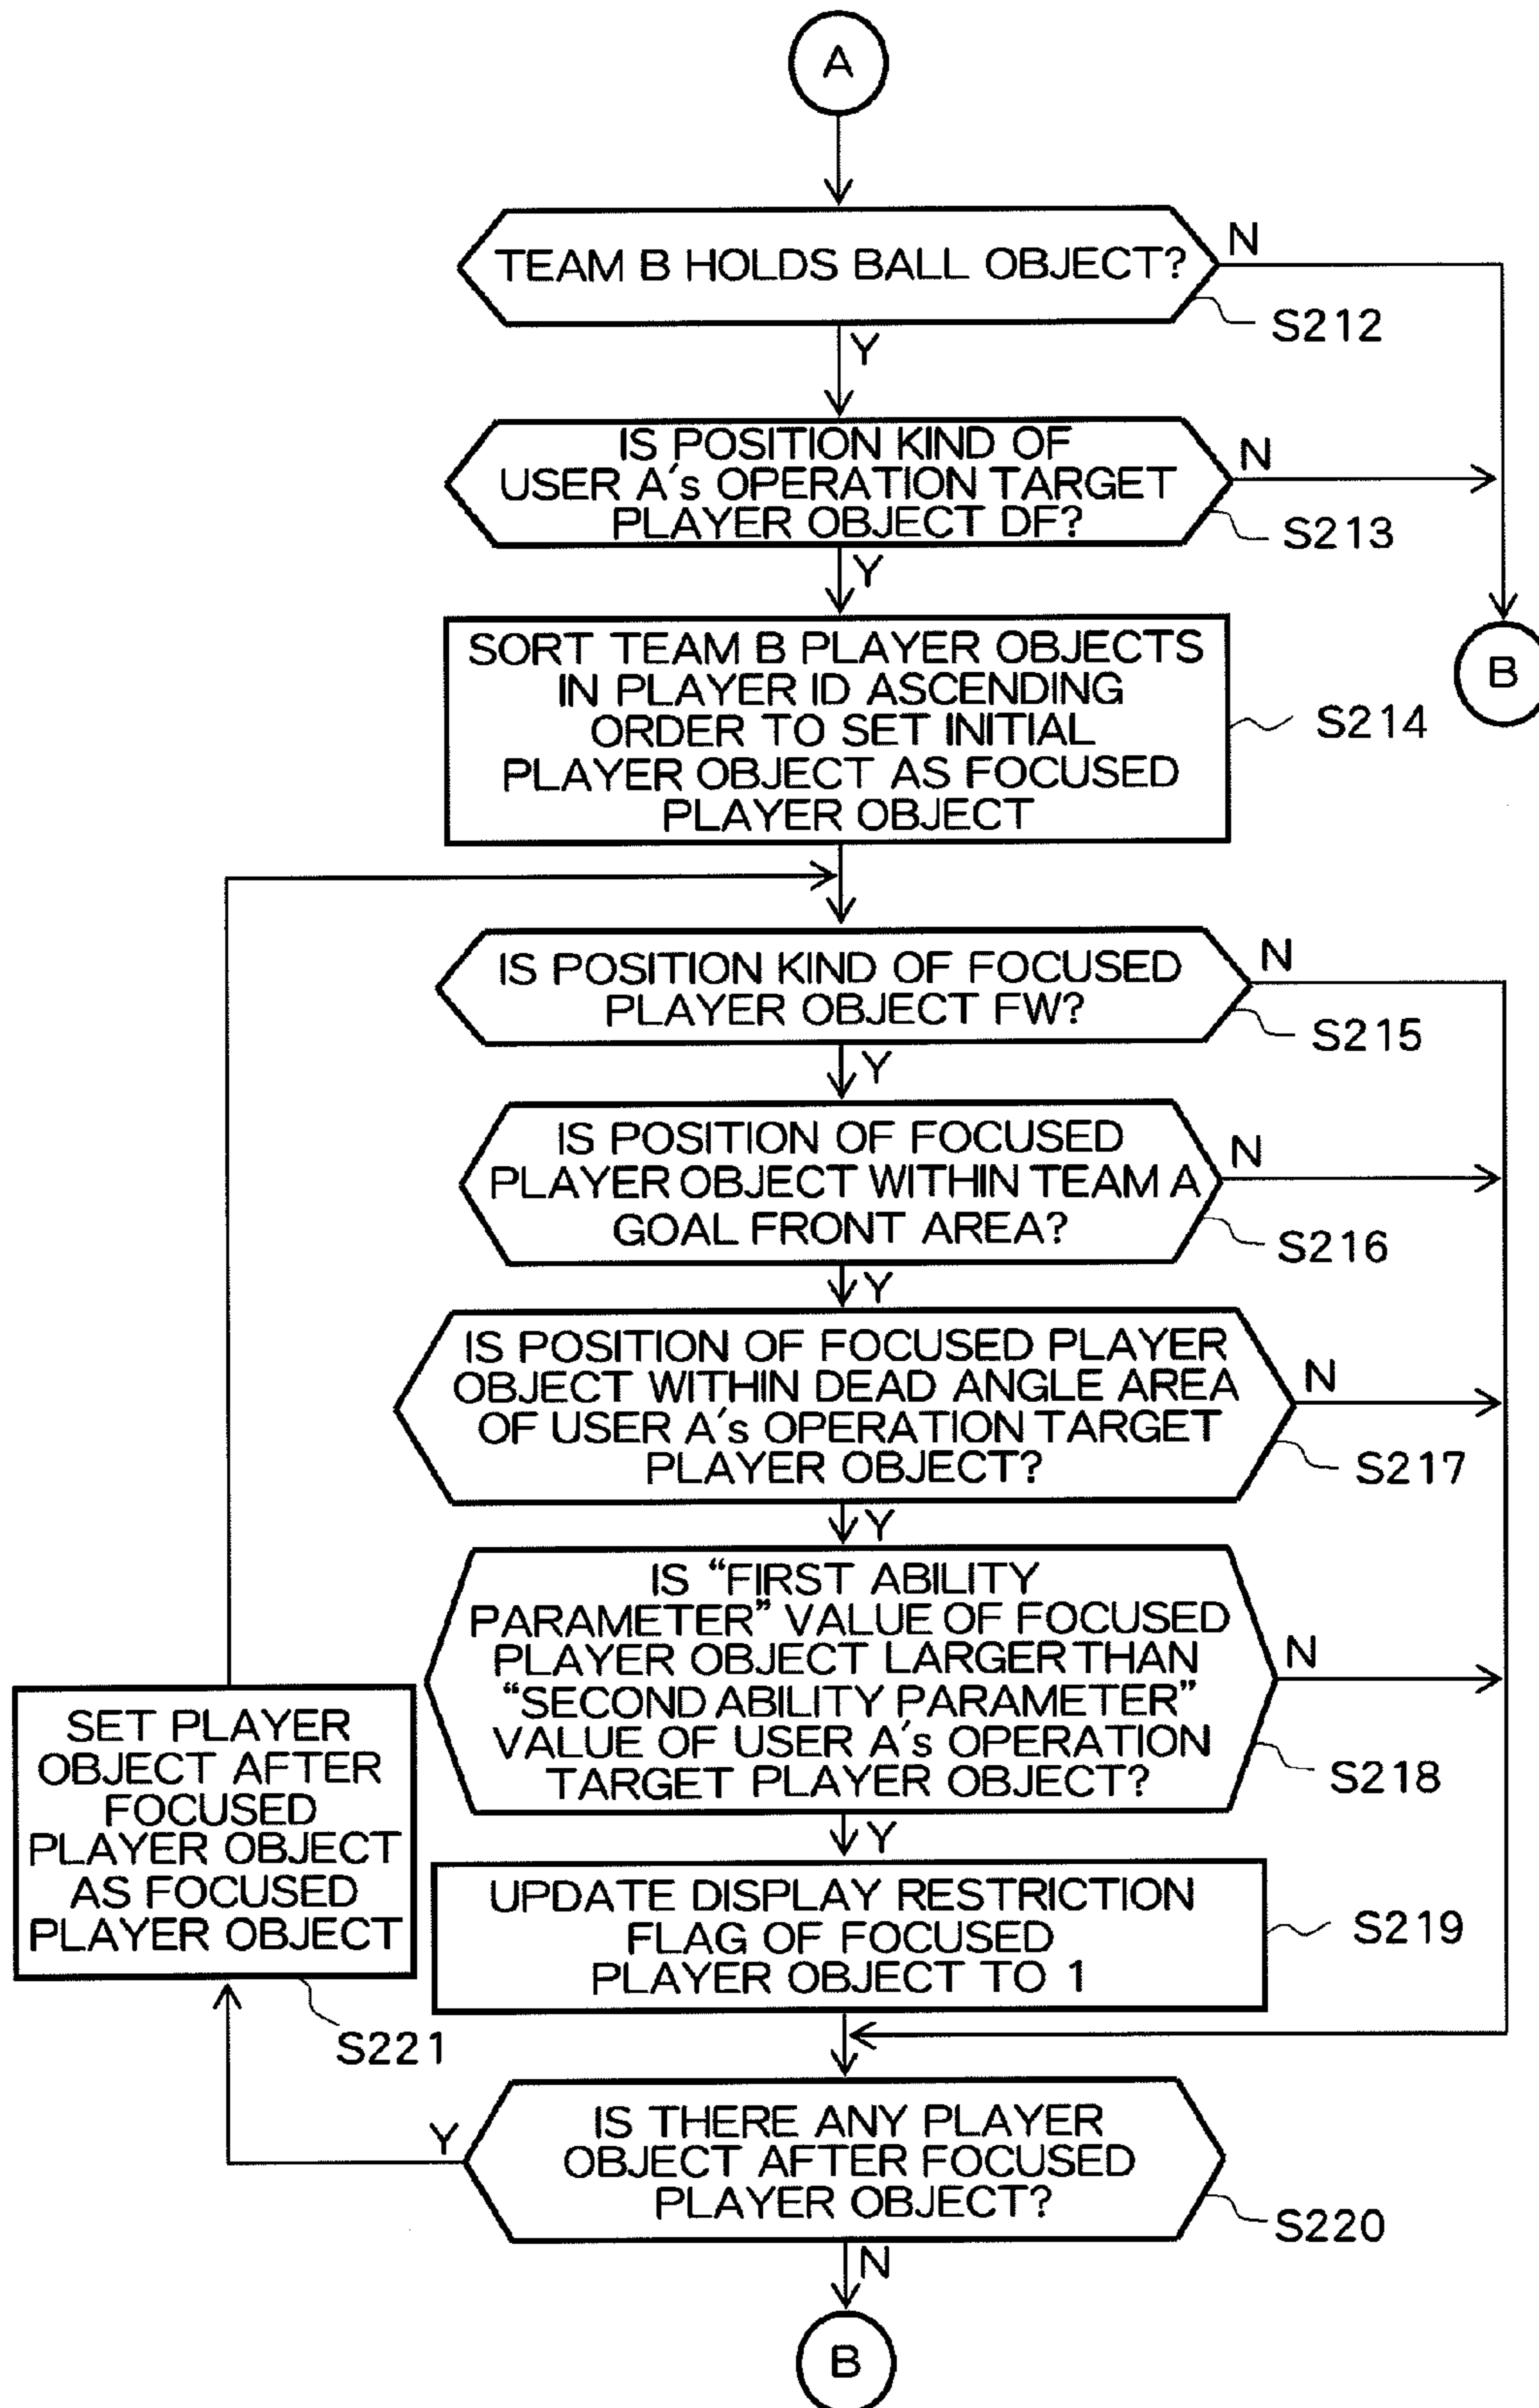 A
TEAM B HOLDS BALL OBJECT?
N
S212
Y
IS POSITION KIND OF
USER A's OPERATION TARGET
PLAYER OBJECT DF?
N
S213
Y
B
SORT TEAM B PLAYER OBJECTS
IN PLAYER ID ASCENDING
ORDER TO SET INITIAL
PLAYER OBJECT AS FOCUSED
PLAYER OBJECT
S214
IS POSITION KIND OF FOCUSED
PLAYER OBJECT FW?
N
S215
Y
IS POSITION OF FOCUSED
PLAYER OBJECT WITHIN TEAM A
GOAL FRONT AREA?
N
S216
Y
IS POSITION OF FOCUSED PLAYER
OBJECT WITHIN DEAD ANGLE AREA
OF USER A's OPERATION TARGET
PLAYER OBJECT?
N
S217
Y
IS “FIRST ABILITY
PARAMETER” VALUE OF FOCUSED
PLAYER OBJECT LARGER THAN
“SECOND ABILITY PARAMETER”
VALUE OF USER A's OPERATION
TARGET PLAYER OBJECT?
N
S218
Y
UPDATE DISPLAY RESTRICTION
FLAG OF FOCUSED
PLAYER OBJECT TO 1
S219
SET PLAYER
OBJECT AFTER
FOCUSED
PLAYER OBJECT
AS FOCUSED
PLAYER OBJECT
S221
IS THERE ANY PLAYER
OBJECT AFTER FOCUSED
PLAYER OBJECT?
Y
S220
N
B